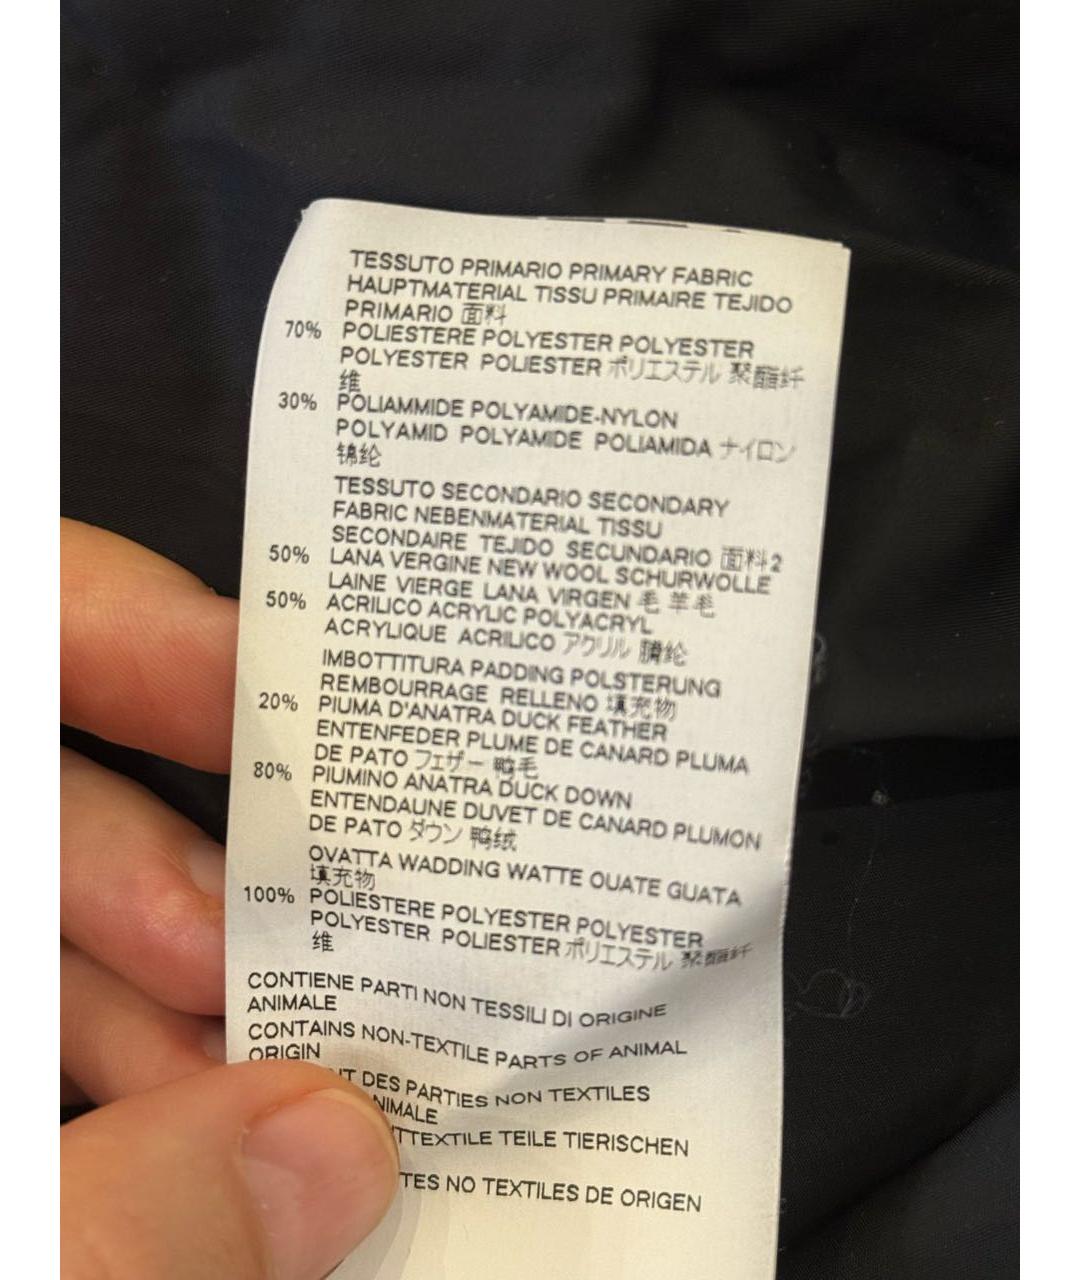 TESSUTO PRIMARIO PRIMARY FABRIC
HAUPTMATERIAL TISSU PRIMAIRE TEJIDO
PRIMARIO 面料
70% POLIESTERE POLYESTER POLYESTER
POLYESTER POLIESTER ポリエステル 聚酯纤
维
30% POLIAMMIDE POLYAMIDE-NYLON
POLYAMID POLYAMIDE POLIAMIDA ナイロン
锦纶
TESSUTO SECONDARIO SECONDARY
FABRIC NEBENMATERIAL TISSU
SECONDAIRE TEJIDO SECUNDARIO 面料2
50% LANA VERGINE NEW WOOL SCHURWOLLE
LAINE VIERGE LANA VIRGEN 毛 羊毛
50% ACRILICO ACRYLIC POLYACRYL
ACRYLIQUE ACRILICO アクリル 腈纶
IMBOTTITURA PADDING POLSTERUNG
REMBOURRAGE RELLENO 填充物
20% PIUMA D'ANATRA DUCK FEATHER
ENTENFEDER PLUME DE CANARD PLUMA
DE PATO フェザー 鸭毛
80% PIUMINO ANATRA DUCK DOWN
ENTENDAUNE DUVET DE CANARD PLUMON
DE PATO ダウン 鸭绒
OVATTA WADDING WATTE OUATE GUATA
填充物
100% POLIESTERE POLYESTER POLYESTER
POLYESTER POLIESTER ポリエステル 聚酯纤
维
CONTIENE PARTI NON TESSILI DI ORIGINE
ANIMALE
CONTAINS NON-TEXTILE PARTS OF ANIMAL
ORIGIN
NT DES PARTIES NON TEXTILES
NIMALE
TTEXTILE TEILE TIERISCHEN
TES NO TEXTILES DE ORIGEN